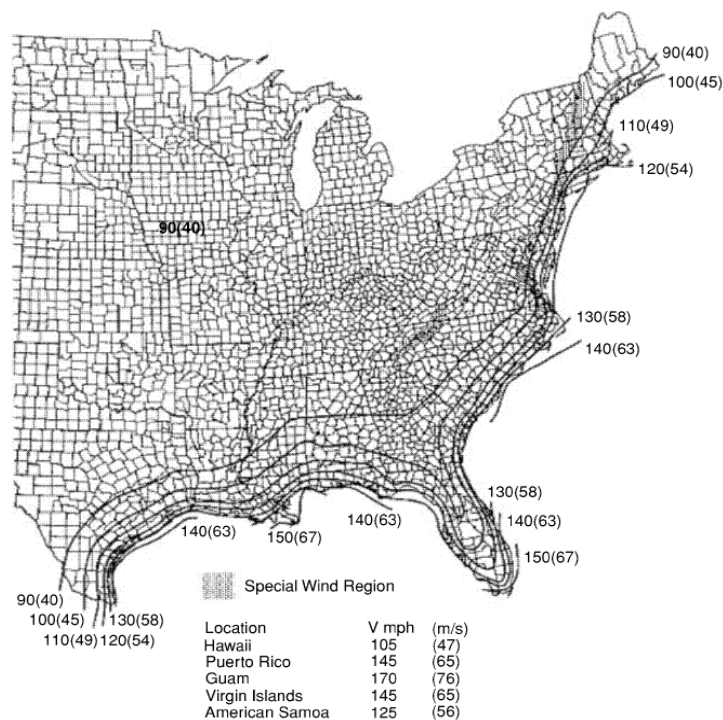 90(40)
100(45)
110(49)
120(54)
90(40)
130(58)
140(63)
130(58)
140(63)
150(67)
140(63)
150(67)
140(63)
90(40)
100(45)
110(49) 120(54)
130(58)
Special Wind Region
Location V mph (m/s)
Hawaii 105 (47)
Puerto Rico 145 (65)
Guam 170 (76)
Virgin Islands 145 (65)
American Samoa 125 (56)